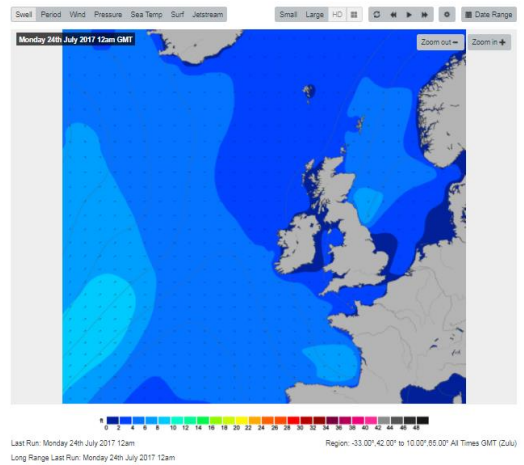 Swell Period Wind Pressure Sea Temp Surf Jetstream Small Large HD Date Range
Monday 24th July 2017 12am GMT
Zoom out Zoom in
ft 0 2 4 6 8 10 12 14 16 18 20 22 24 26 28 30 32 34 36 38 40 42 44 46 48
Last Run: Monday 24th July 2017 12am Region: -33.00°,42.00° to 10.00°,65.00° All Times GMT (Zulu)
Long Range Last Run: Monday 24th July 2017 12am